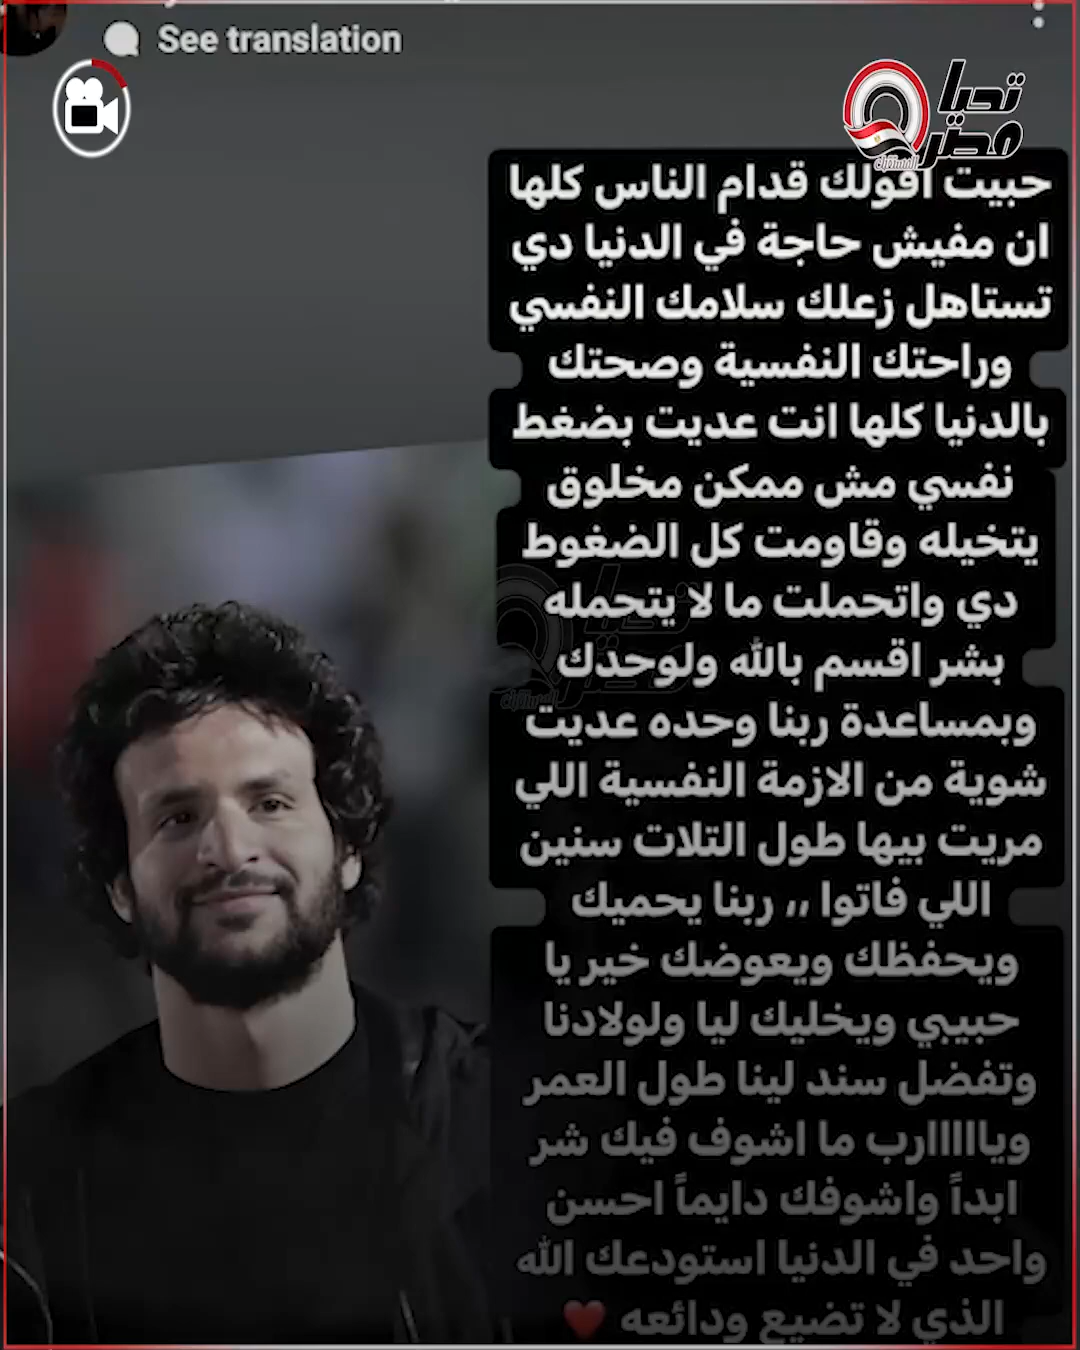 See translation
تحيا
مصر
المستقبل
حبيت اقولك قدام الناس كلها
ان مفيش حاجة في الدنيا دي
تستاهل زعلك سلامك النفسي
وراحتك النفسية وصحتك
بالدنيا كلها انت عديت بضغط
نفسي مش ممكن مخلوق
يتخيله وقاومت كل الضغوط
دي واتحملت ما لا يتحمله
بشر اقسم بالله ولوحدك
وبمساعدة ربنا وحده عديت
شوية من الازمة النفسية اللي
مريت بيها طول التلات سنين
اللي فاتوا ،، ربنا يحميك
ويحفظك ويعوضك خير يا
حبيبي ويخليك ليا ولولادنا
وتفضل سند لينا طول العمر
ويااااارب ما اشوف فيك شر
ابداً واشوفك دايماً احسن
واحد في الدنيا استودعك الله
الذي لا تضيع ودائعه ❤️